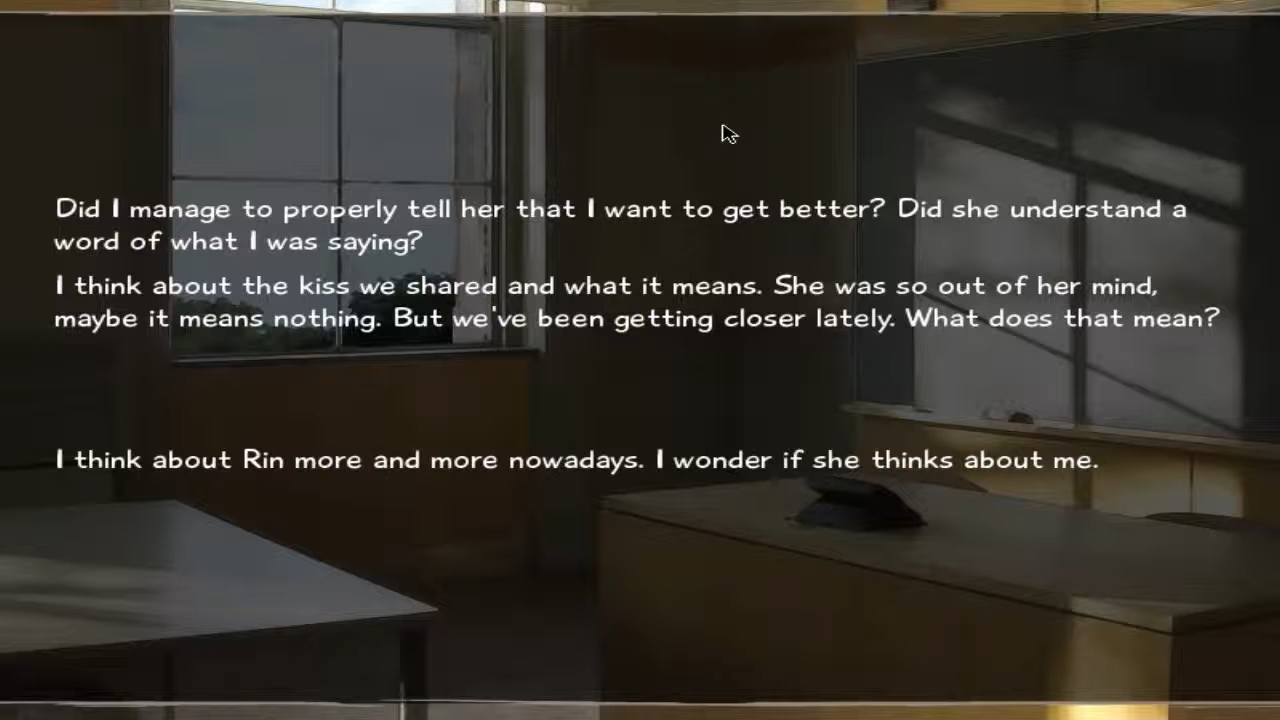 Did I manage to properly tell her that I want to get better? Did she understand a
word of what I was saying?
I think about the kiss we shared and what it means. She was so out of her mind,
maybe it means nothing. But we've been getting closer lately. What does that mean?
I think about Rin more and more nowadays. I wonder if she thinks about me.